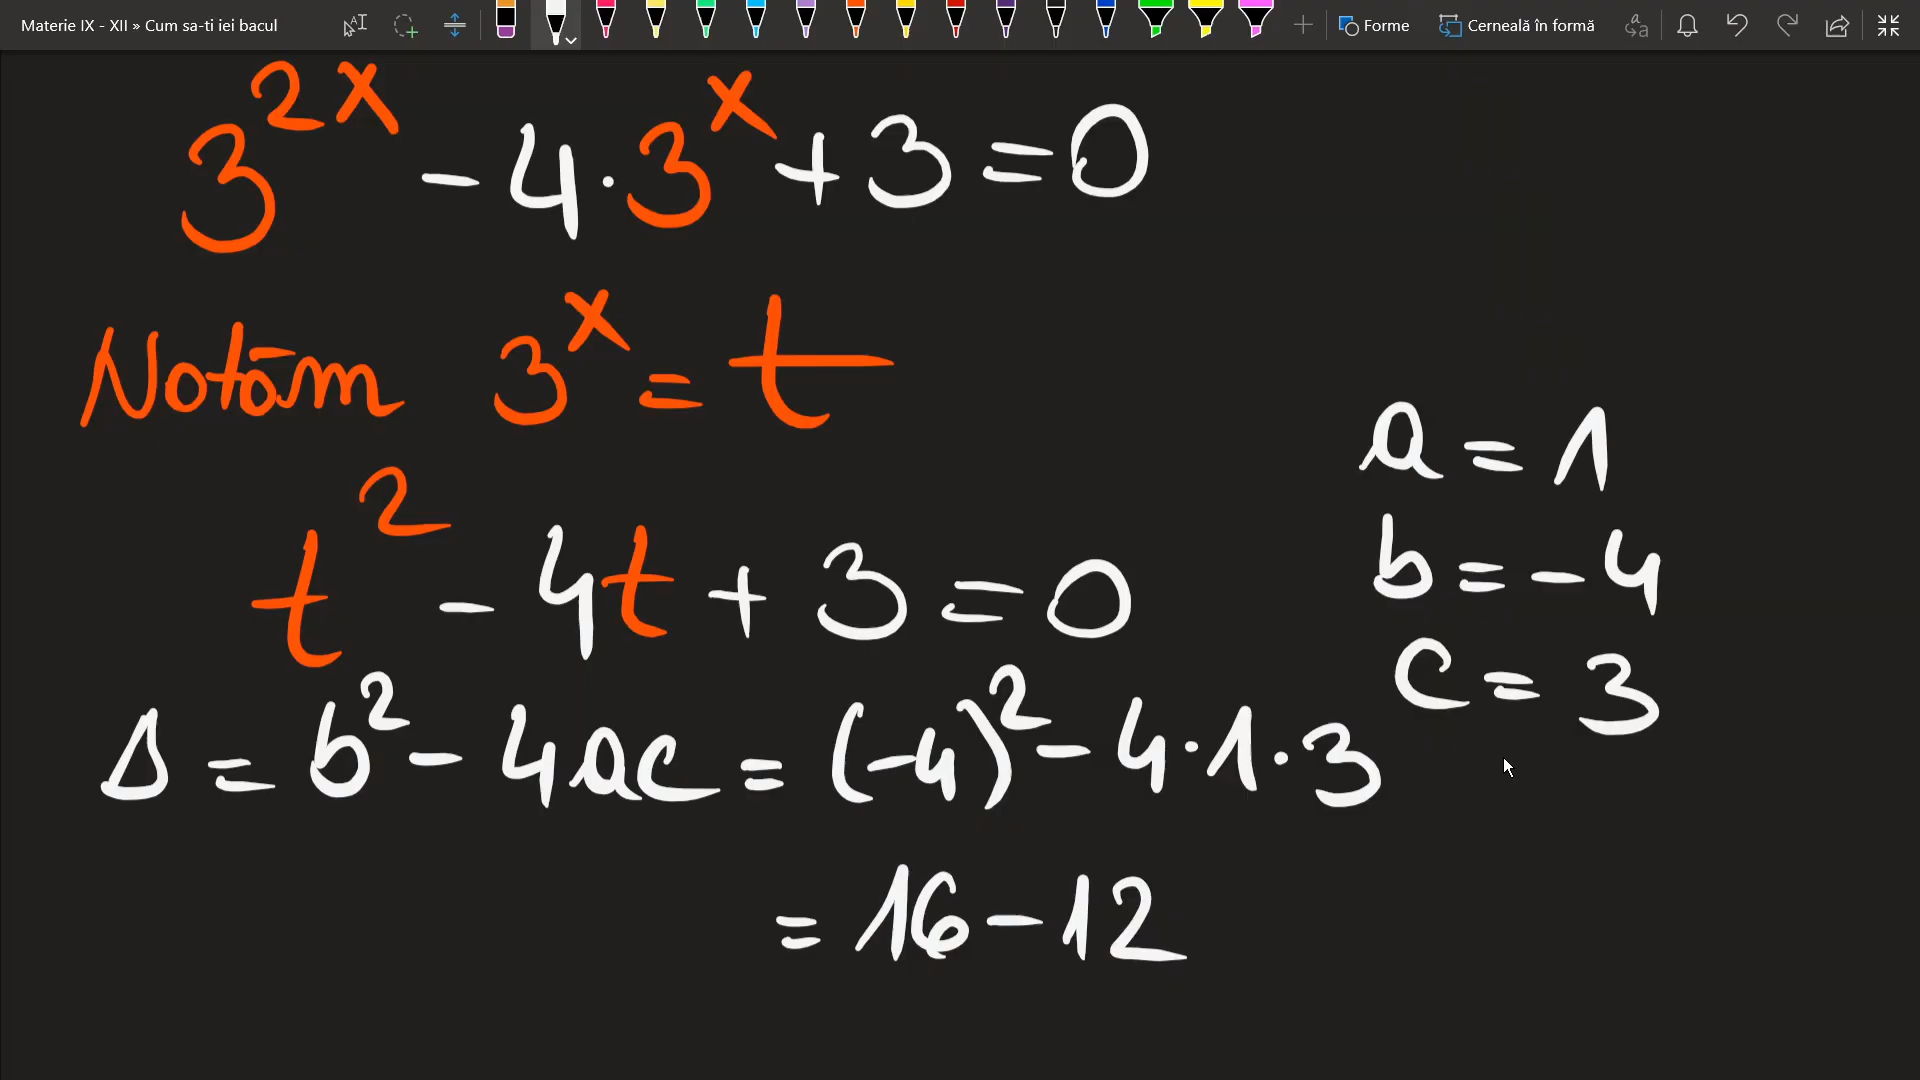 Materie IX - XII » Cum sa-ti iei bacul
Forme
Cerneală în formă
3^{2x} - 4 · 3^x + 3 = 0
Notăm 3^x = t
t^2 - 4t + 3 = 0
a = 1
b = -4
c = 3
Δ = b^2 - 4ac = (-4)^2 - 4 · 1 · 3
= 16 - 12